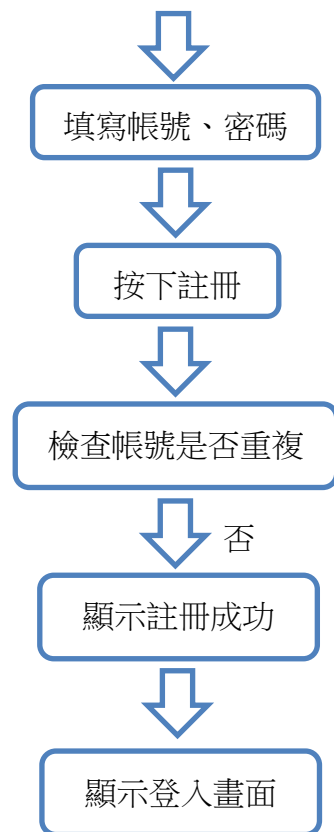 填寫帳號、密碼
按下註冊
檢查帳號是否重複
否
顯示註冊成功
顯示登入畫面